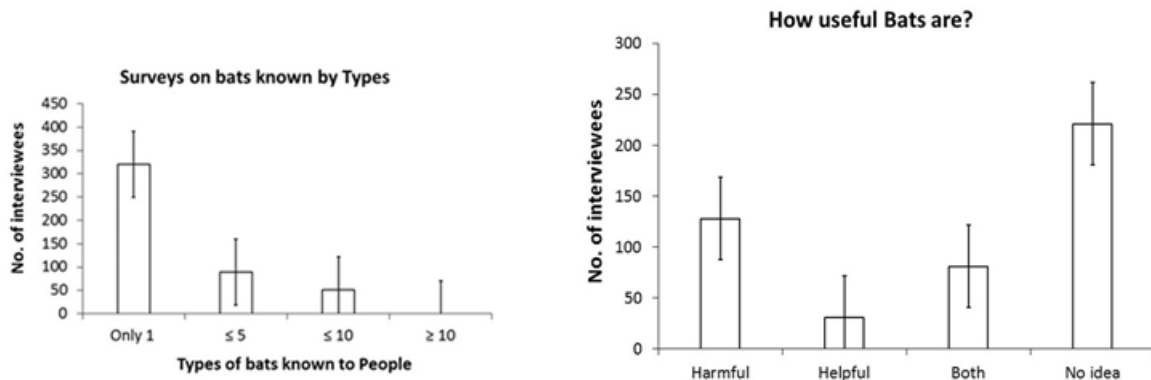 Surveys on bats known by Types
No. of interviewees
450
400
350
300
250
200
150
100
50
0
Only 1 ≤ 5 ≤ 10 ≥ 10
Types of bats known to People
How useful Bats are?
No. of interviewees
300
250
200
150
100
50
0
Harmful Helpful Both No idea